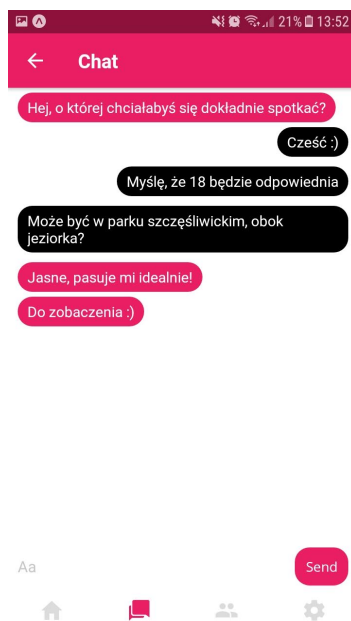 21% 13:52
Chat
Hej, o której chciałabyś się dokładnie spotkać?
Cześć :)
Myślę, że 18 będzie odpowiednia
Może być w parku szczęśliwickim, obok
jeziorka?
Jasne, pasuje mi idealnie!
Do zobaczenia :)
Aa
Send